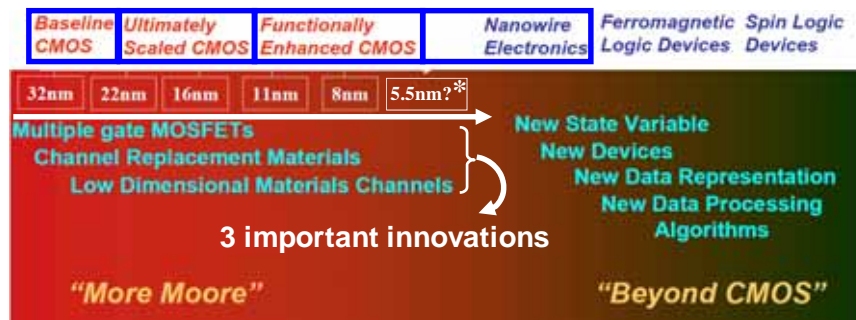 Baseline CMOS
Ultimately Scaled CMOS
Functionally Enhanced CMOS
Nanowire Electronics
Ferromagnetic Logic Devices
Spin Logic Devices
32nm 22nm 16nm 11nm 8nm 5.5nm?*
Multiple gate MOSFETs
Channel Replacement Materials
Low Dimensional Materials Channels
3 important innovations
New State Variable
New Devices
New Data Representation
New Data Processing
Algorithms
"More Moore"
"Beyond CMOS"